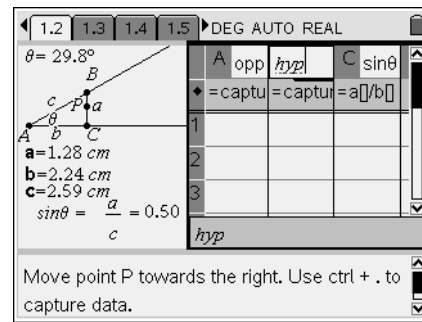 1.2 1.3 1.4 1.5 DEG AUTO REAL
θ= 29.8°
B
c P a
θ
A b C
a=1.28 cm
b=2.24 cm
c=2.59 cm
sinθ = a/c = 0.50
A opp hyp C sinθ
◆ =captu =captur =a[]/b[]
1
2
3
hyp
Move point P towards the right. Use ctrl + . to
capture data.